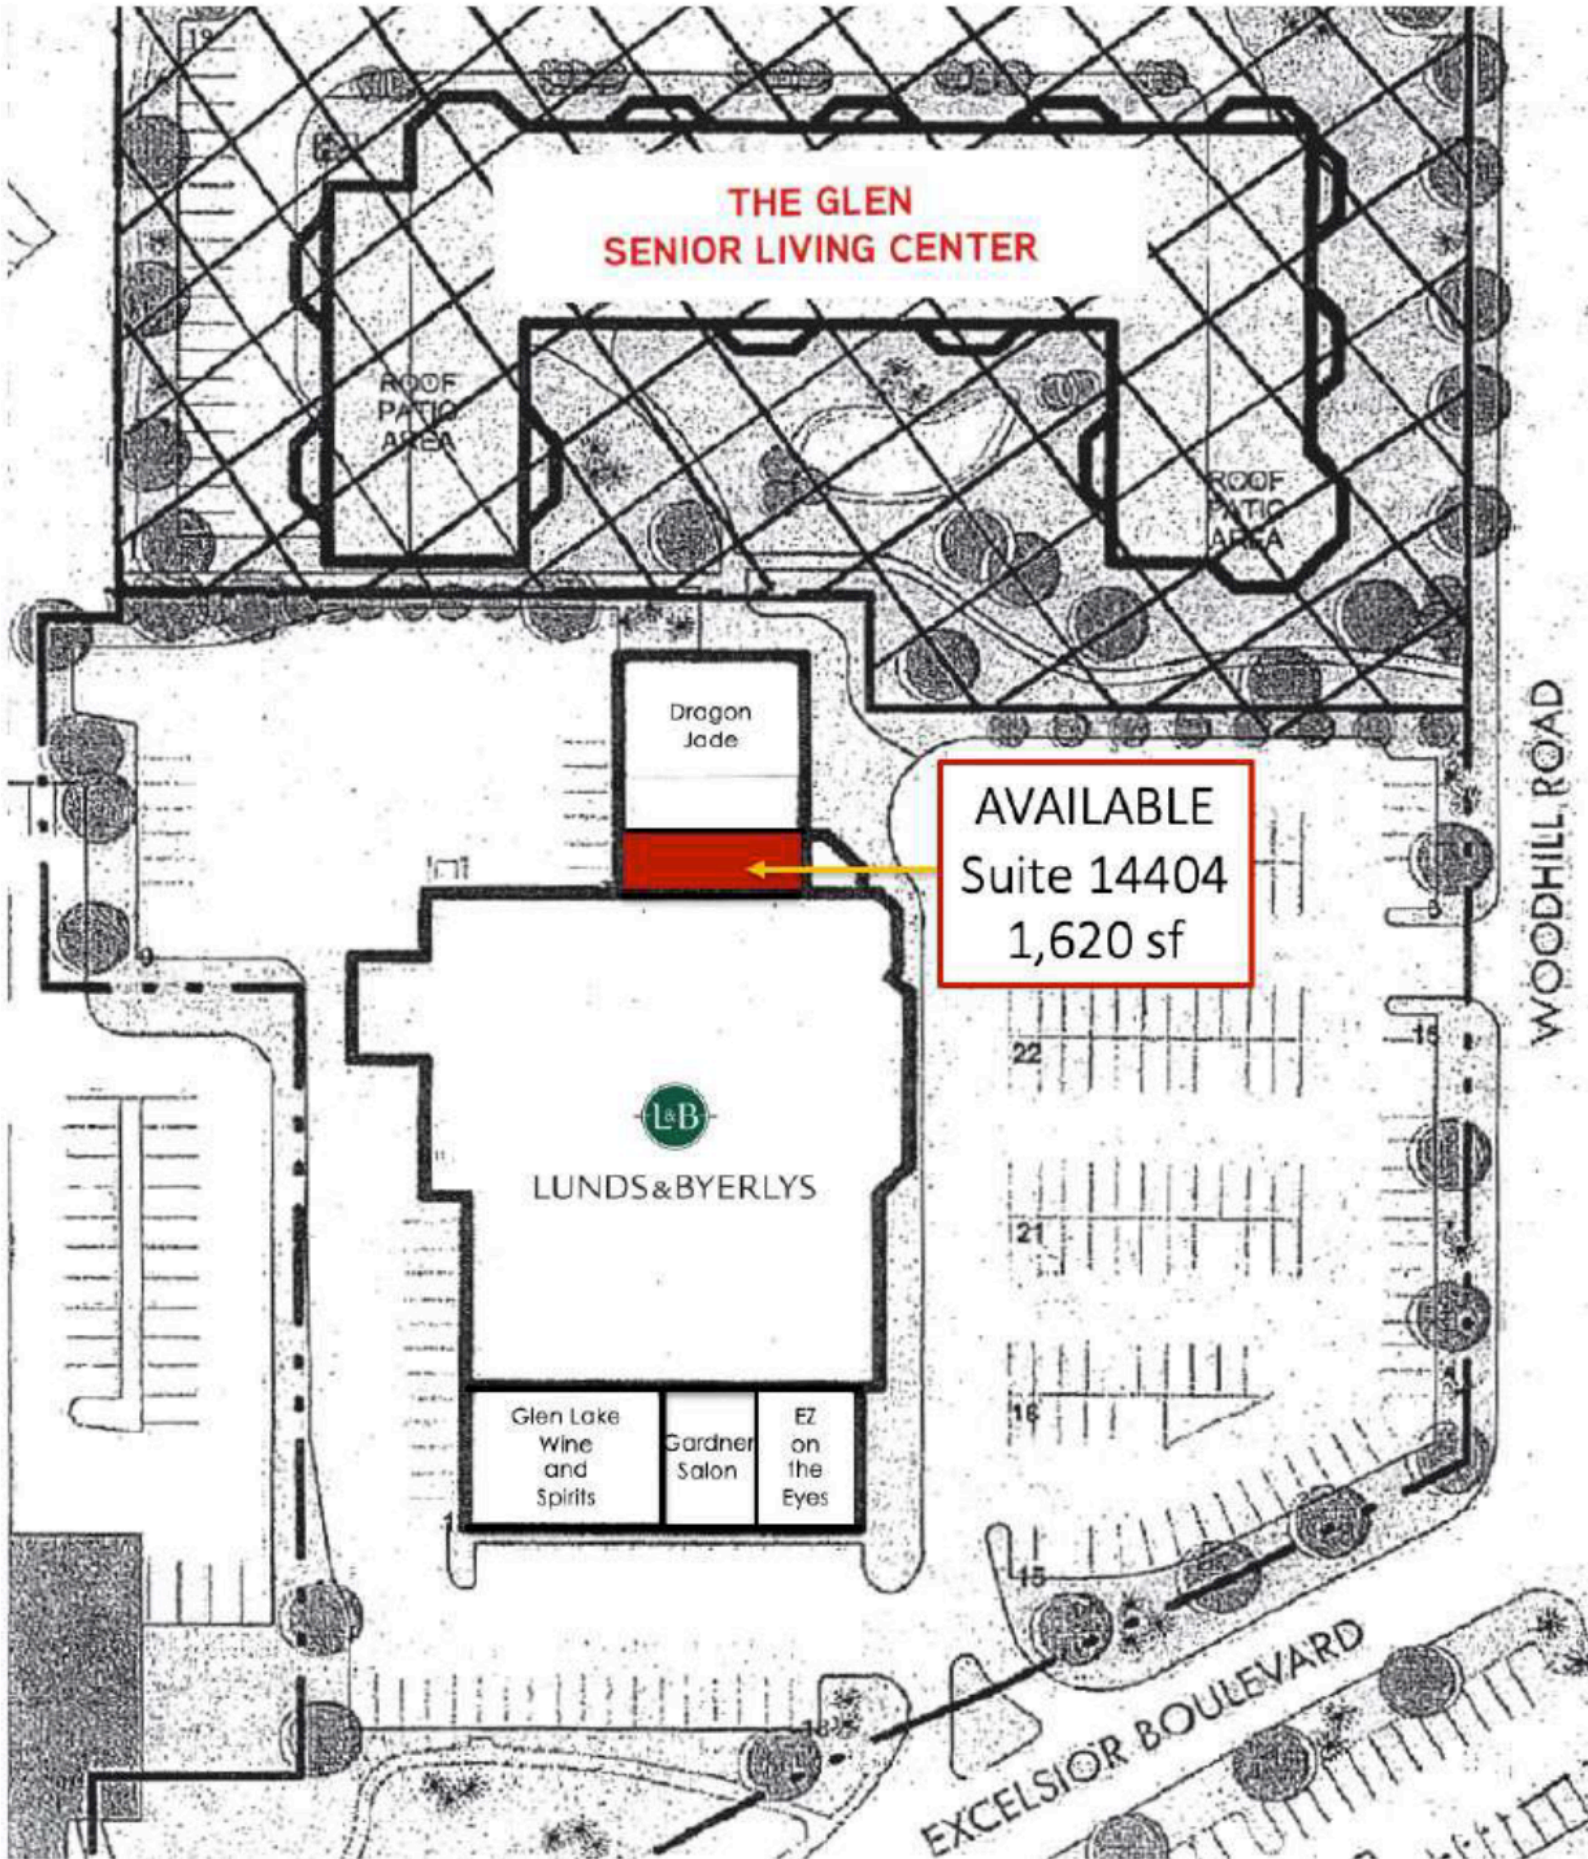 19
THE GLEN
SENIOR LIVING CENTER
ROOF
PATIO
AREA
ROOF
PATIO
AREA
Dragon
Jade
AVAILABLE
Suite 14404
1,620 sf
WOODHILL ROAD
9
22
L&B
LUNDS&BYERLYS
21
16
Glen Lake
Wine
and
Spirits
Gardner
Salon
EZ
on
the
Eyes
15
EXCELSIOR BOULEVARD